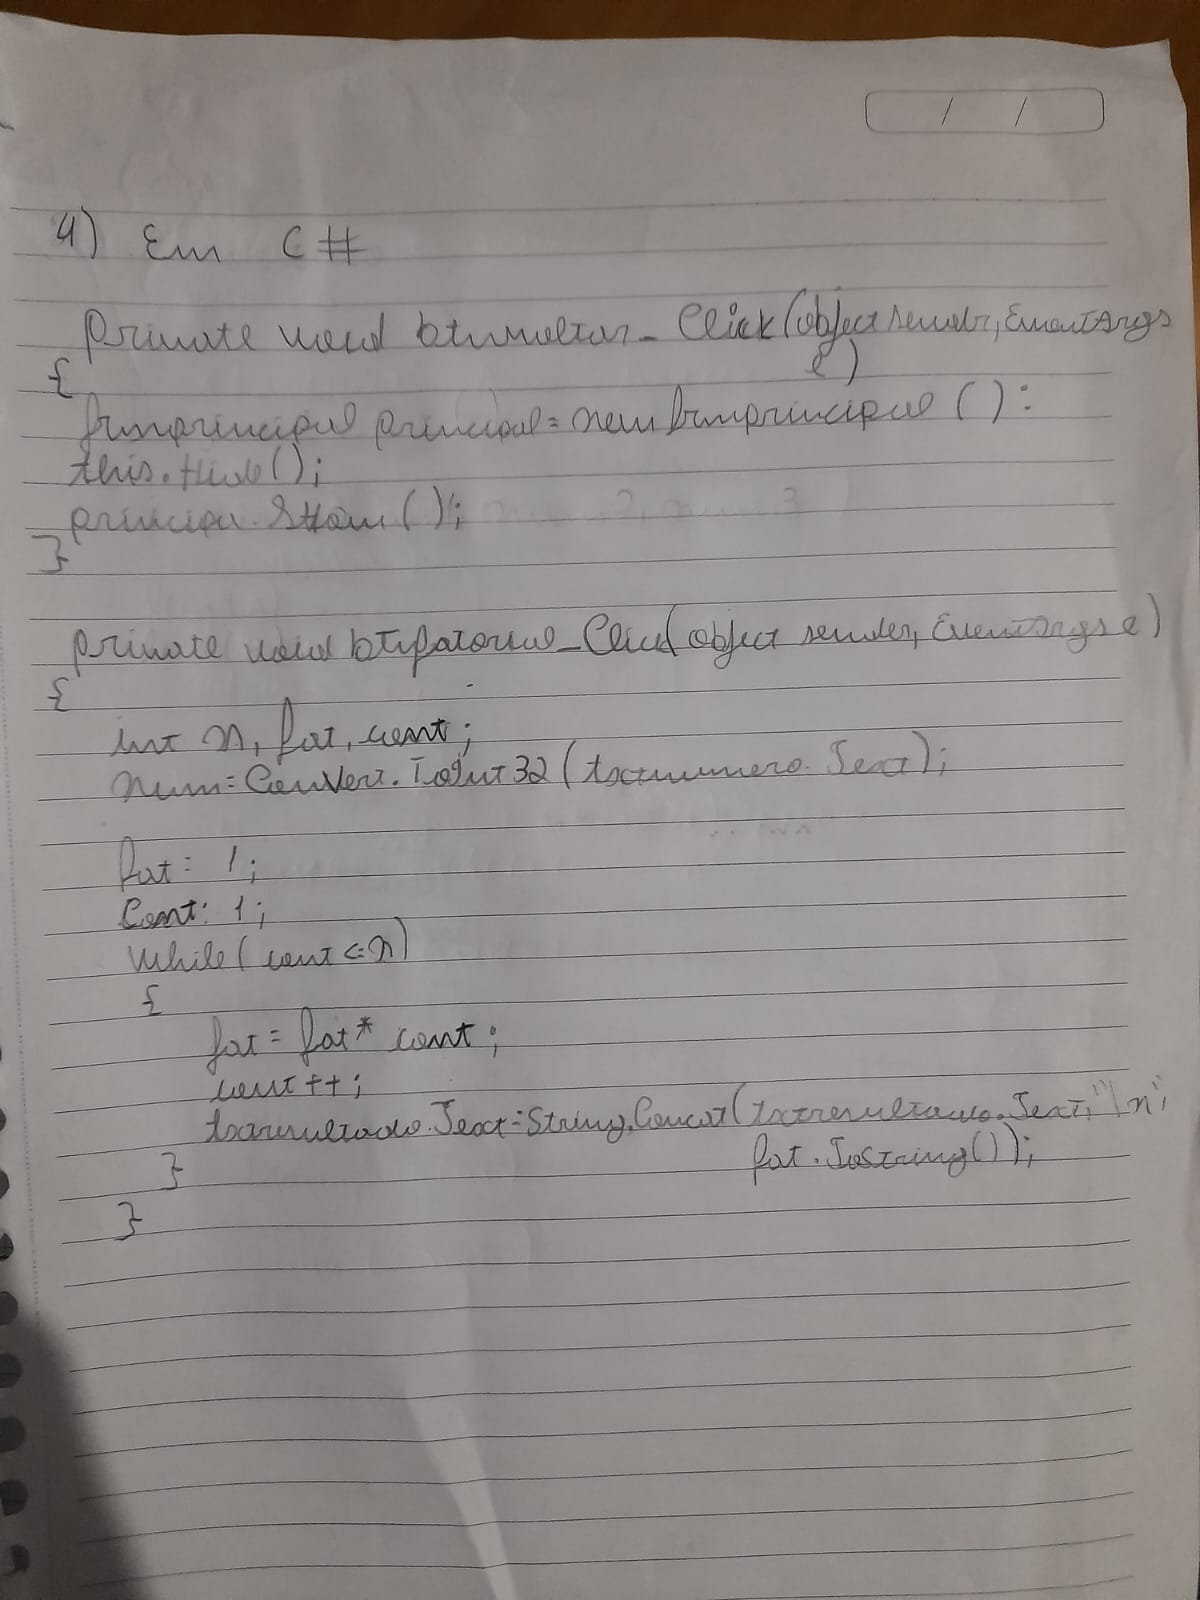 4) Em C#
private void btnvoltar_Click(object sender, EventArgs
e)
{
frmprincipal principal = new frmprincipal ():
this.Hide();
principa.SHow();
}
private void btnfatorial_Click(object sender, EventArgs e)
{
int n, fat, cont;
num = Convert.ToInt32(txtnumero.Text);
fat = 1;
Cont: 1;
While(cont <= n)
{
fat = fat * cont;
cont ++;
txtresultado.Text = String.Concat(txtresultado.Text, "\n",
fat.ToString());
}
}